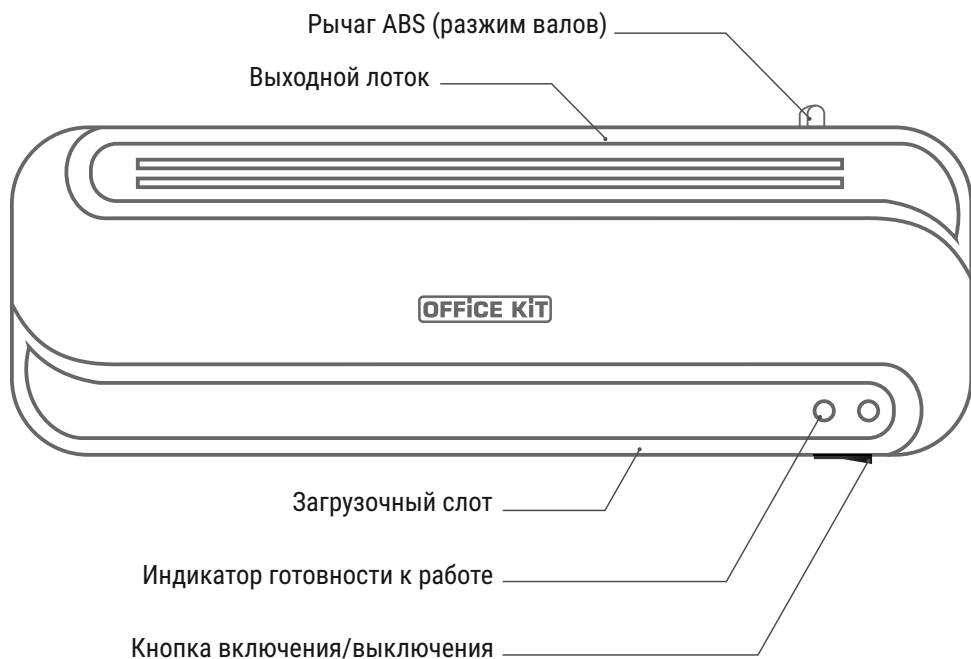 Рычаг ABS (разжим валов)
Выходной лоток
OFFiCE KiT
Загрузочный слот
Индикатор готовности к работе
Кнопка включения/выключения